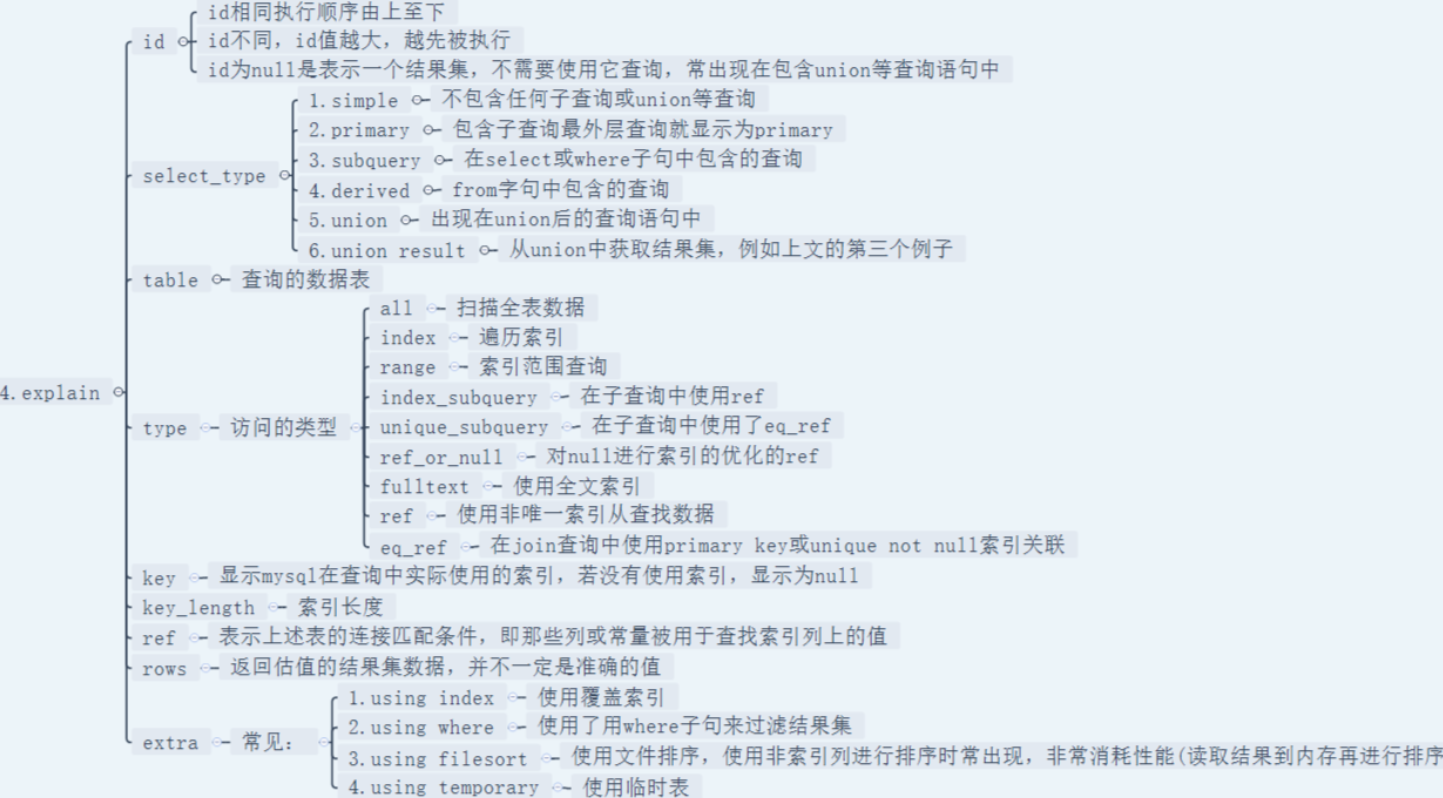 4.explain
id
id相同执行顺序由上至下
id不同，id值越大，越先被执行
id为null是表示一个结果集，不需要使用它查询，常出现在包含union等查询语句中
select_type
1.simple 不包含任何子查询或union等查询
2.primary 包含子查询最外层查询就显示为primary
3.subquery 在select或where子句中包含的查询
4.derived from字句中包含的查询
5.union 出现在union后的查询语句中
6.union result 从union中获取结果集，例如上文的第三个例子
table 查询的数据表
type 访问的类型
all 扫描全表数据
index 遍历索引
range 索引范围查询
index_subquery 在子查询中使用ref
unique_subquery 在子查询中使用了eq_ref
ref_or_null 对null进行索引的优化的ref
fulltext 使用全文索引
ref 使用非唯一索引从查找数据
eq_ref 在join查询中使用primary key或unique not null索引关联
key 显示mysql在查询中实际使用的索引，若没有使用索引，显示为null
key_length 索引长度
ref 表示上述表的连接匹配条件，即那些列或常量被用于查找索引列上的值
rows 返回估值的结果集数据，并不一定是准确的值
extra 常见：
1.using index 使用覆盖索引
2.using where 使用了用where子句来过滤结果集
3.using filesort 使用文件排序，使用非索引列进行排序时常出现，非常消耗性能(读取结果到内存再进行排序
4.using temporary 使用临时表